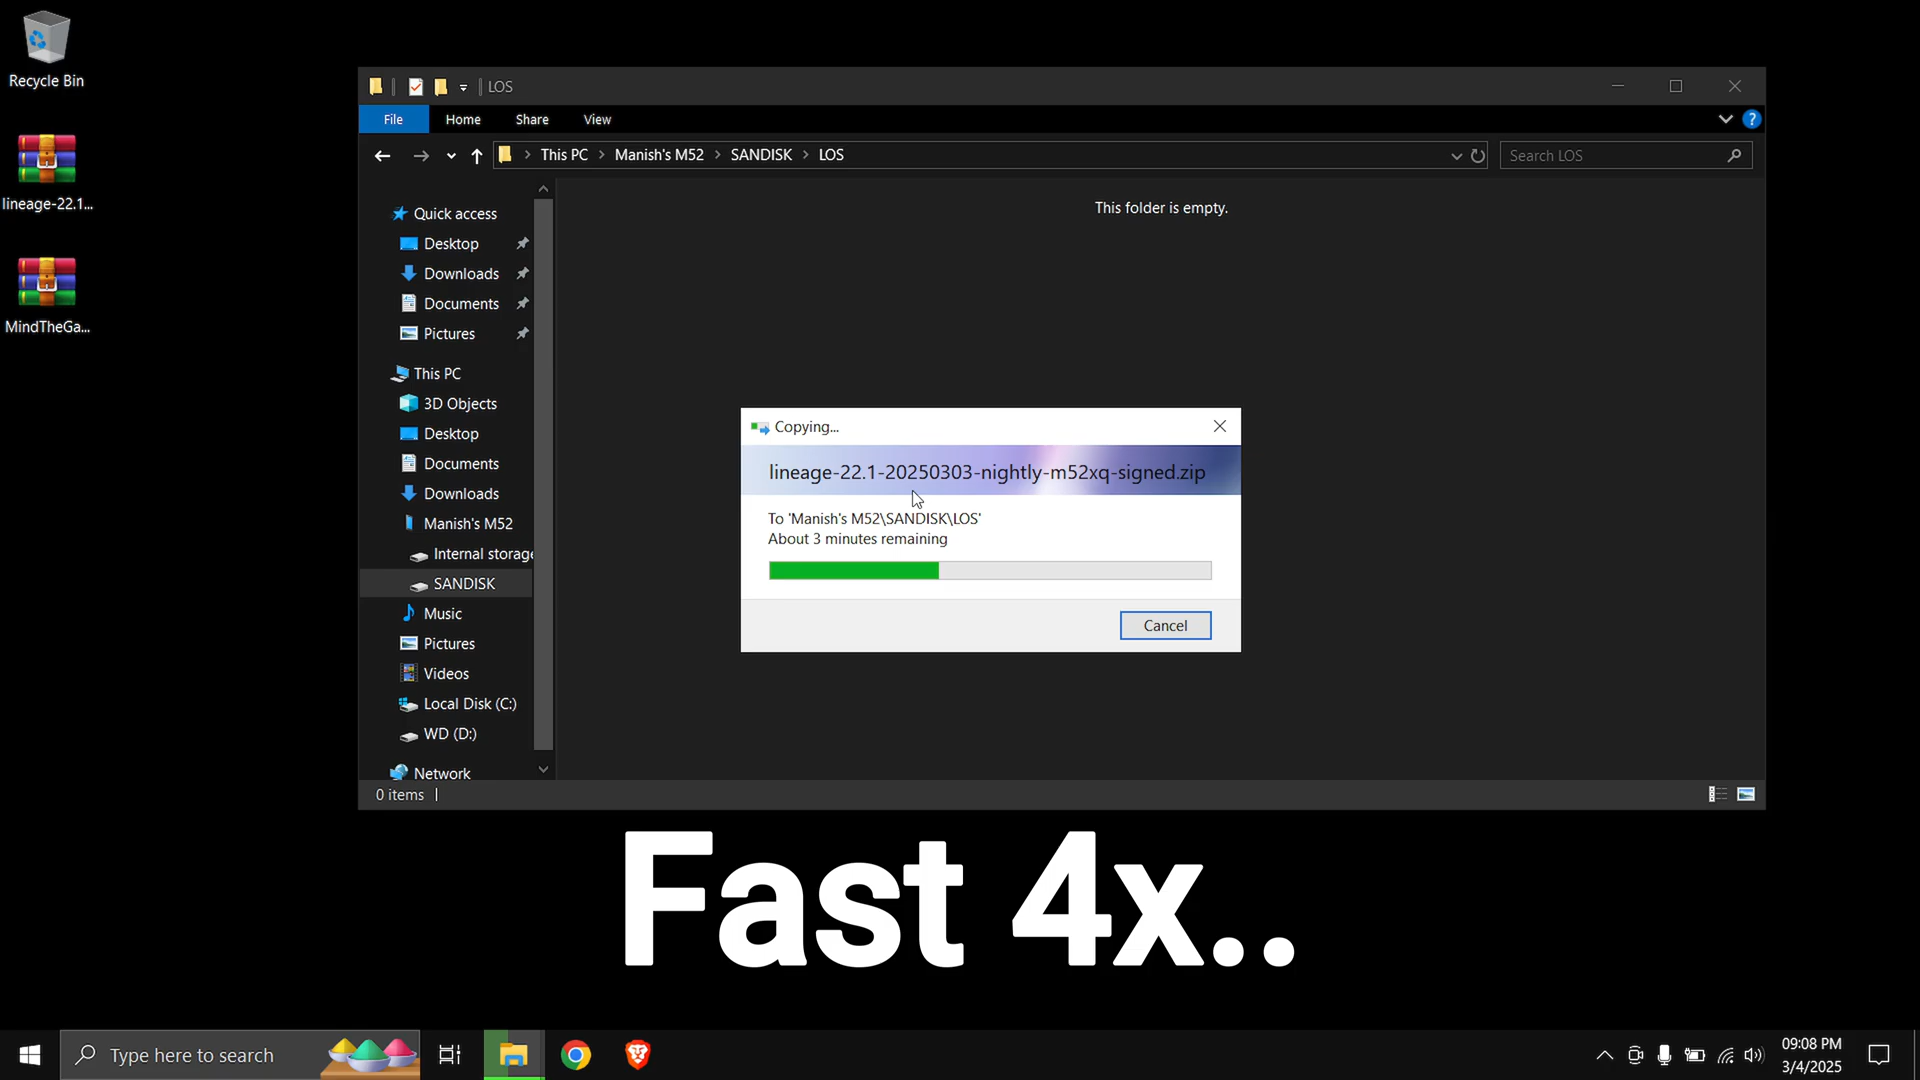 Recycle Bin
lineage-22.1...
MindTheGa...
LOS
File
Home
Share
View
?
This PC
Manish's M52
SANDISK
LOS
Search LOS
This folder is empty.
Quick access
Desktop
Downloads
Documents
Pictures
This PC
3D Objects
Desktop
Documents
Downloads
Manish's M52
Internal storage
SANDISK
Music
Pictures
Videos
Local Disk (C:)
WD (D:)
Network
0 items
Copying...
lineage-22.1-20250303-nightly-m52xq-signed.zip
To 'Manish's M52\SANDISK\LOS'
About 3 minutes remaining
Cancel
Fast 4x..
Type here to search
09:08 PM
3/4/2025